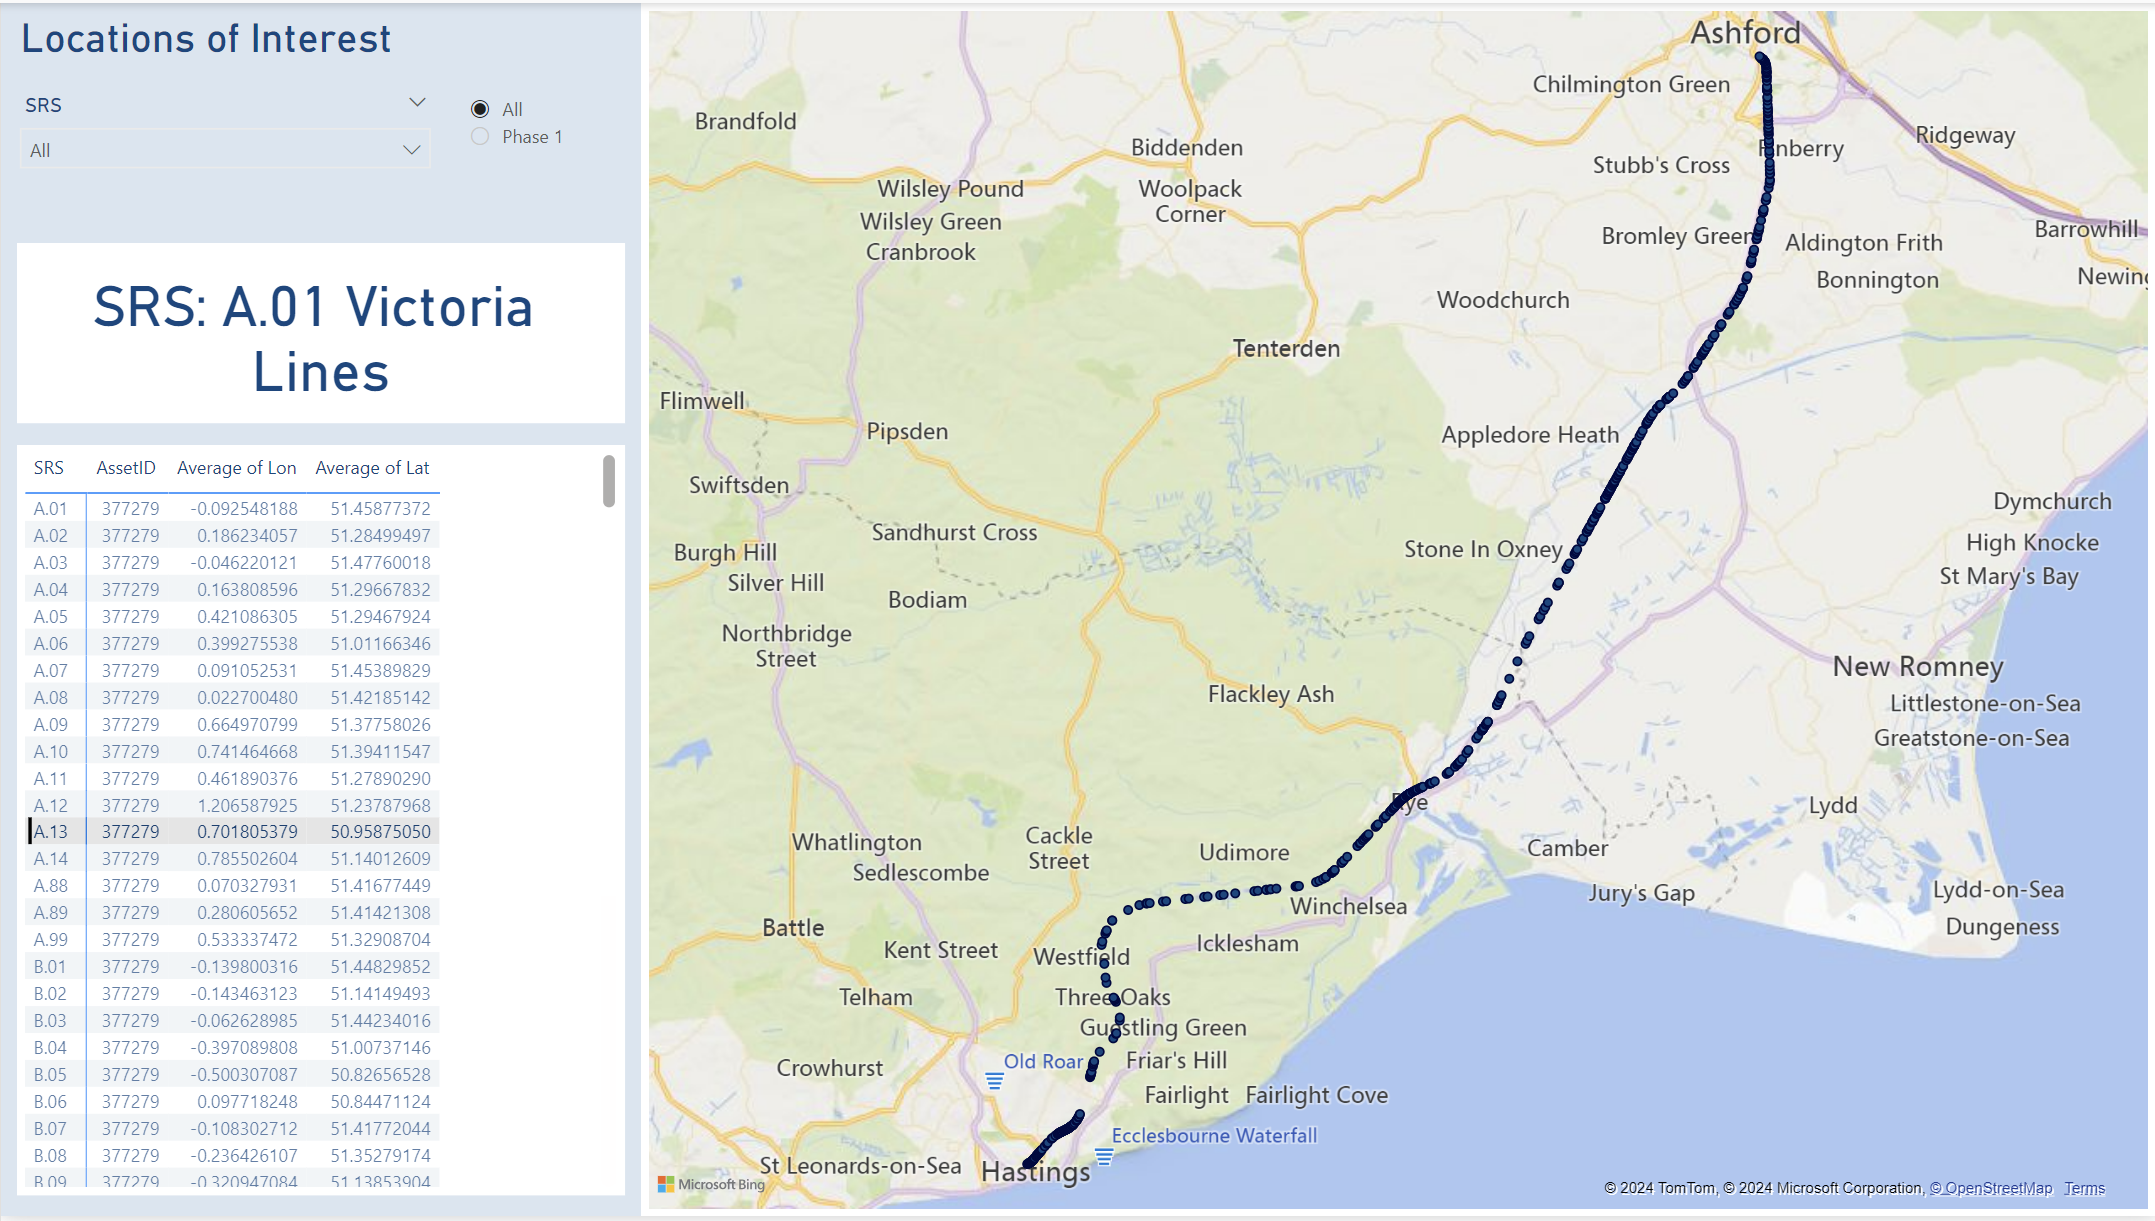 Locations of Interest
SRS
All
All
Phase 1
SRS: A.01 Victoria
Lines
SRS AssetID Average of Lon Average of Lat
A.01 377279 -0.092548188 51.45877372
A.02 377279 0.186234057 51.28499497
A.03 377279 -0.046220121 51.47760018
A.04 377279 0.163808596 51.29667832
A.05 377279 0.421086305 51.29467924
A.06 377279 0.399275538 51.01166346
A.07 377279 0.091052531 51.45389829
A.08 377279 0.022700480 51.42185142
A.09 377279 0.664970799 51.37758026
A.10 377279 0.741464668 51.39411547
A.11 377279 0.461890376 51.27890290
A.12 377279 1.206587925 51.23787968
A.13 377279 0.701805379 50.95875050
A.14 377279 0.785502604 51.14012609
A.88 377279 0.070327931 51.41677449
A.89 377279 0.280605652 51.41421308
A.99 377279 0.533337472 51.32908704
B.01 377279 -0.139800316 51.44829852
B.02 377279 -0.143463123 51.14149493
B.03 377279 -0.062628985 51.44234016
B.04 377279 -0.397089808 51.00737146
B.05 377279 -0.500307087 50.82656528
B.06 377279 0.097718248 50.84471124
B.07 377279 -0.108302712 51.41772044
B.08 377279 -0.236426107 51.35279174
B.09 377279 -0.320947084 51.13853904
Ashford
Chilmington Green
Brandfold
Biddenden
Ridgeway
Stubb's Cross
Wilsley Pound
Woolpack
Corner
Wilsley Green
Cranbrook
Bromley Green
Aldington Frith
Barrowhill
Bonnington
Woodchurch
Tenterden
Flimwell
Pipsden
Appledore Heath
Swiftsden
Dymchurch
Sandhurst Cross
High Knocke
Burgh Hill
Stone In Oxney
Silver Hill
St Mary's Bay
Bodiam
Northbridge
Street
New Romney
Flackley Ash
Littlestone-on-Sea
Greatstone-on-Sea
Rye
Lydd
Whatlington
Cackle
Street
Udimore
Camber
Sedlescombe
Jury's Gap
Lydd-on-Sea
Winchelsea
Battle
Dungeness
Kent Street
Westfield
Icklesham
Telham
Three Oaks
Guestling Green
Crowhurst
Old Roar
Friar's Hill
Fairlight
Fairlight Cove
Ecclesbourne Waterfall
St Leonards-on-Sea
Hastings
Microsoft Bing
© 2024 TomTom, © 2024 Microsoft Corporation, © OpenStreetMap Terms